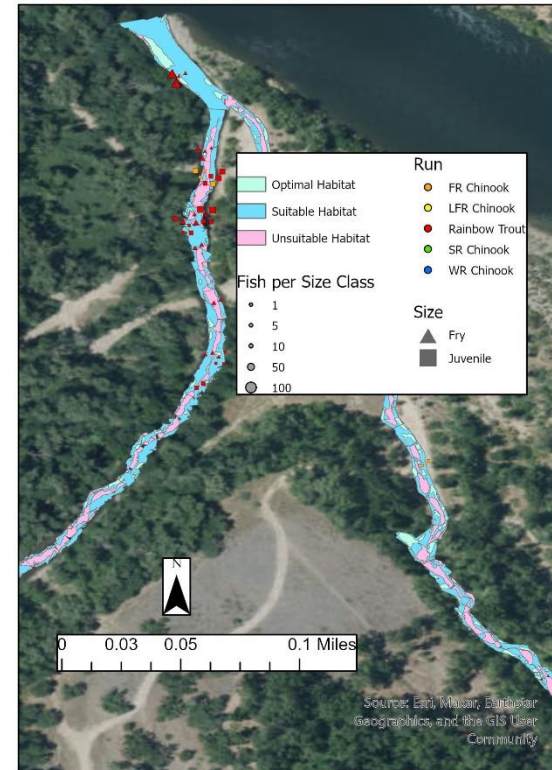 Optimal Habitat
Suitable Habitat
Unsuitable Habitat
Fish per Size Class
1
5
10
50
100
Run
FR Chinook
LFR Chinook
Rainbow Trout
SR Chinook
WR Chinook
Size
Fry
Juvenile
N
0 0.03 0.05 0.1 Miles
Source: Esri, Maxar, Earthstar
Geographics, and the GIS User
Community